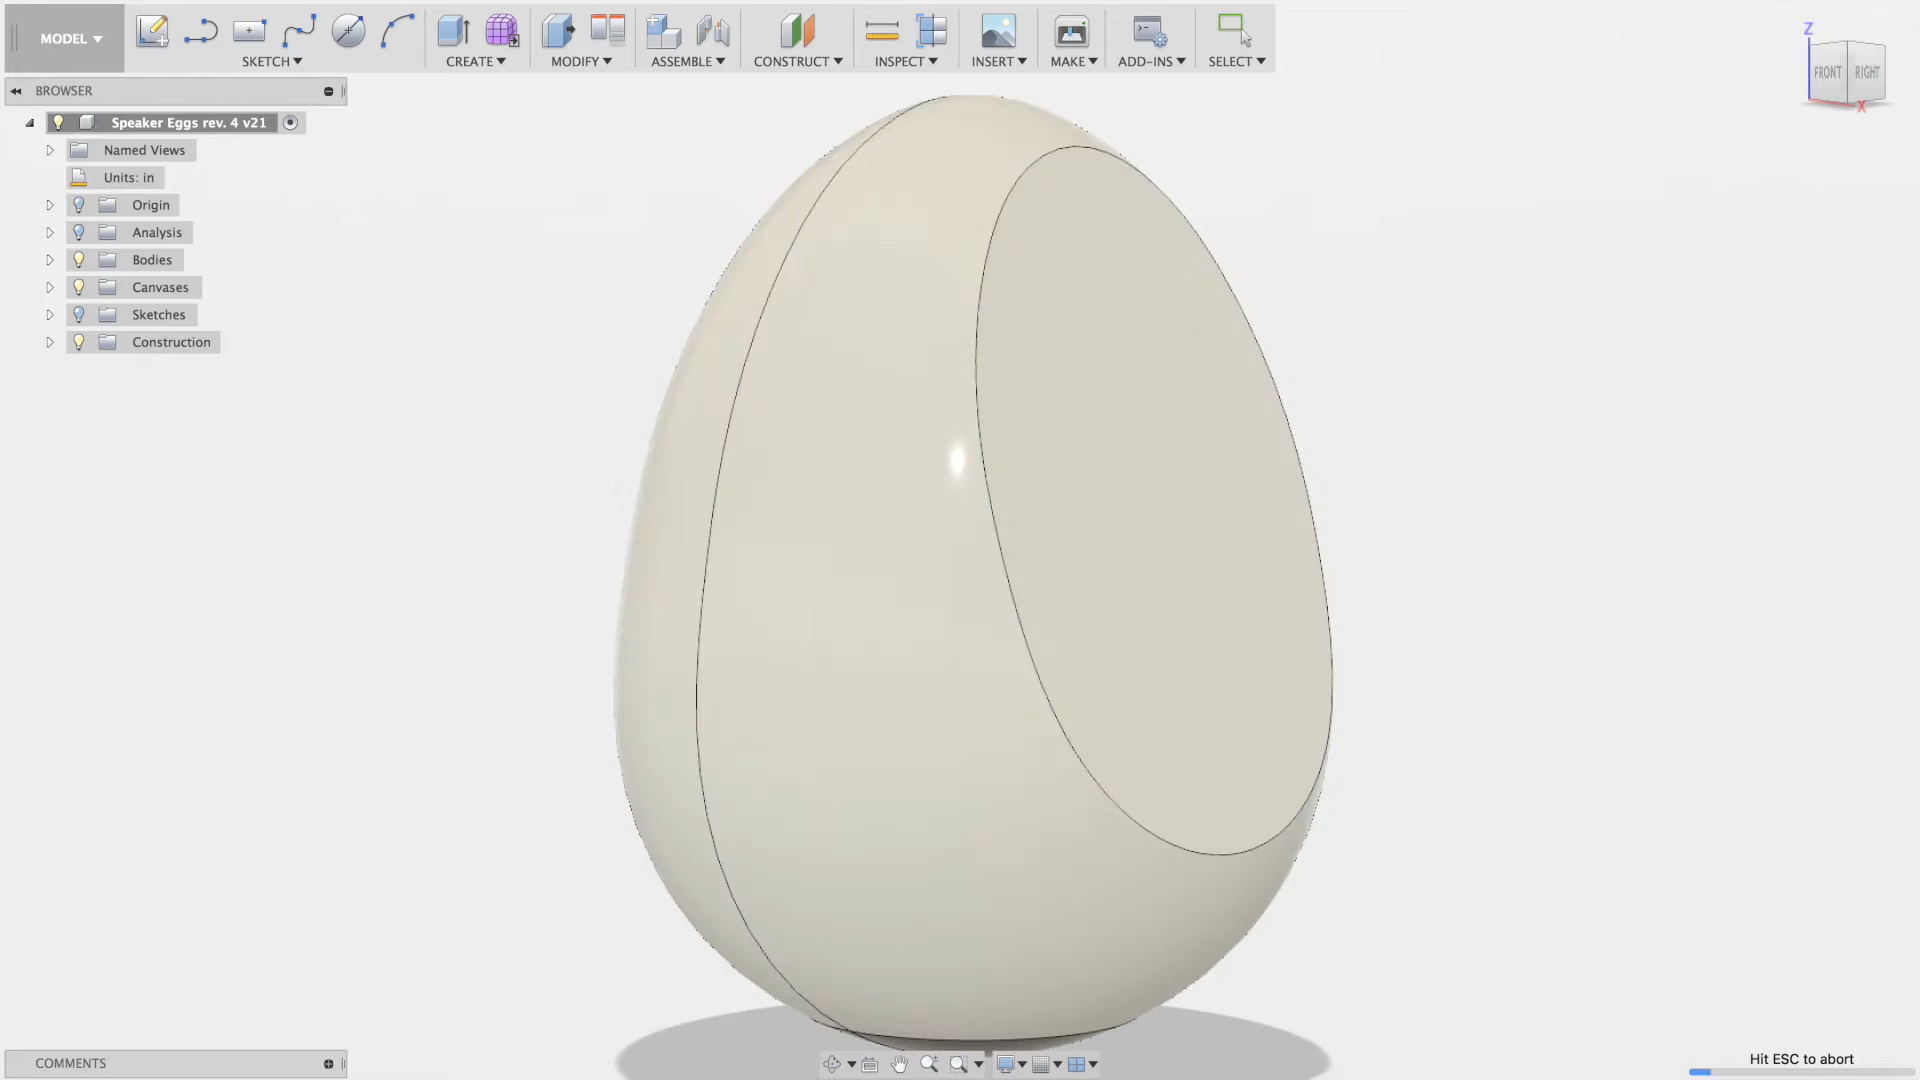 MODEL
SKETCH
CREATE
MODIFY
ASSEMBLE
CONSTRUCT
INSPECT
INSERT
MAKE
ADD-INS
SELECT
Z
FRONT
RIGHT
X
BROWSER
Speaker Eggs rev. 4 v21
Named Views
Units: in
Origin
Analysis
Bodies
Canvases
Sketches
Construction
COMMENTS
Hit ESC to abort